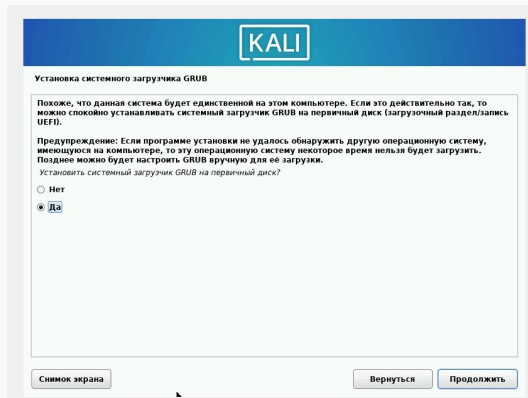 KALI
Установка системного загрузчика GRUB
Похоже, что данная система будет единственной на этом компьютере. Если это действительно так, то
можно спокойно устанавливать системный загрузчик GRUB на первичный диск (загрузочный раздел/запись
UEFI).
Предупреждение: Если программе установки не удалось обнаружить другую операционную систему,
имеющуюся на компьютере, то эту операционную систему некоторое время нельзя будет загрузить.
Позднее можно будет настроить GRUB вручную для её загрузки.
Установить системный загрузчик GRUB на первичный диск?
Нет
Да
Снимок экрана
Вернуться
Продолжить